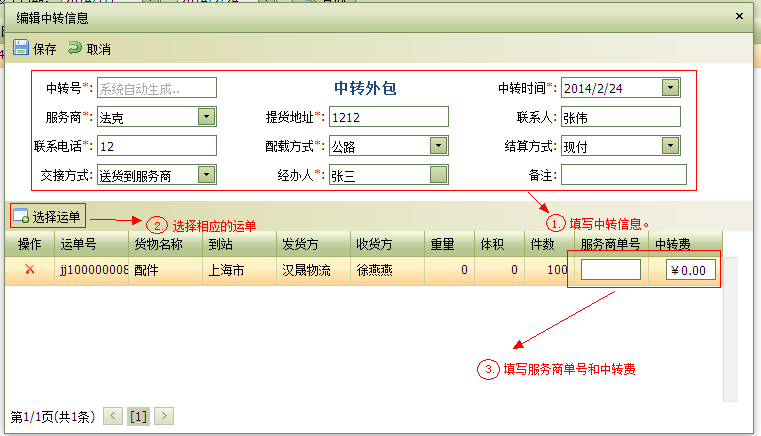 编辑中转信息 ×
保存 取消
中转号*: 系统自动生成.. 中转外包 中转时间*: 2014/2/24
服务商*: 法克 提货地址*: 1212 联系人: 张伟
联系电话*: 12 配载方式*: 公路 结算方式: 现付
交接方式: 送货到服务商 经办人*: 张三 备注:
选择运单 2. 选择相应的运单 1. 填写中转信息。
操作 运单号 货物名称 到站 发货方 收货方 重量 体积 件数 服务商单号 中转费
jj100000008 配件 上海市 汉晟物流 徐燕燕 0 0 100 ¥0.00
3. 填写服务商单号和中转费
第1/1页(共1条) < [1] >